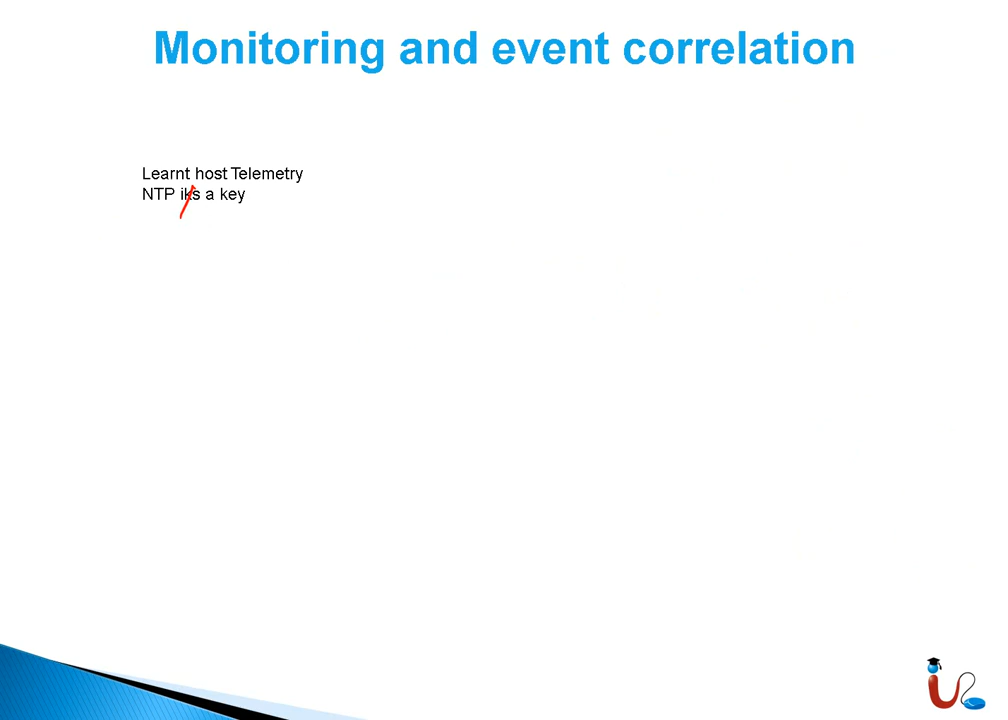 Monitoring and event correlation
Learnt host Telemetry
NTP iks a key